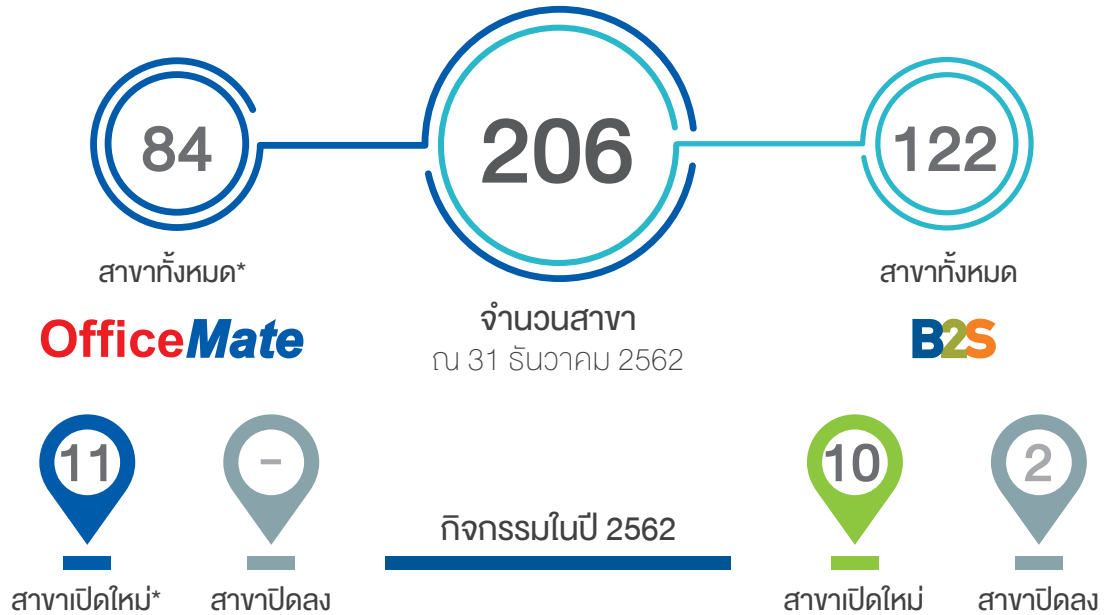 84
206
122
สาขาทั้งหมด*
สาขาทั้งหมด
OfficeMate
จำนวนสาขา
ณ 31 ธันวาคม 2562
B2S
11
-
10
2
กิจกรรมในปี 2562
สาขาเปิดใหม่*
สาขาปิดลง
สาขาเปิดใหม่
สาขาปิดลง